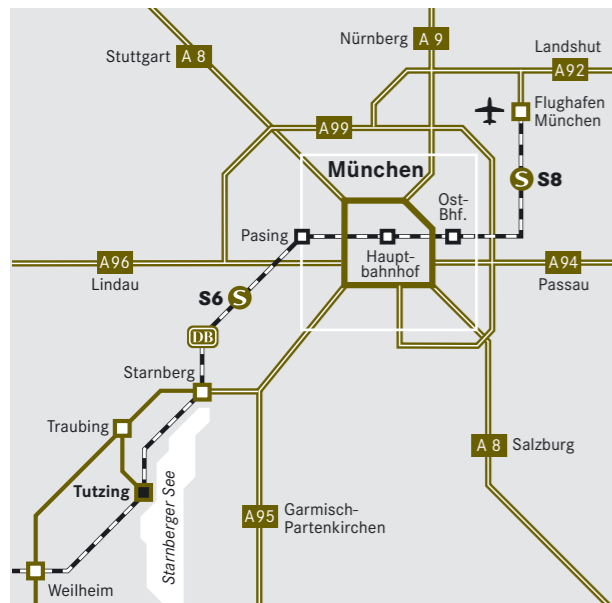 Nürnberg
A 9
Stuttgart
A 8
Landshut
A92
Flughafen
München
A99
München
S
S8
Ost-
Bhf.
Pasing
Haupt-
bahnhof
A96
Lindau
A94
Passau
S6
S
DB
Starnberg
Traubing
Tutzing
Starnberger See
A 8
Salzburg
A95
Garmisch-
Partenkirchen
Weilheim